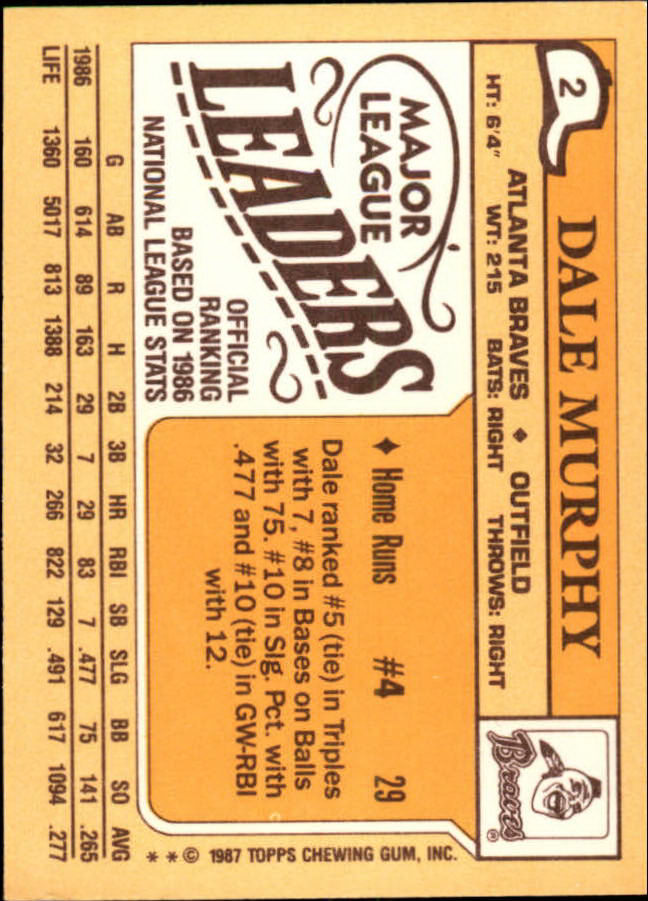 2
DALE MURPHY
ATLANTA BRAVES ♦ OUTFIELD
HT: 6'4" WT: 215 BATS: RIGHT THROWS: RIGHT
Braves®
MAJOR
LEAGUE
LEADERS
OFFICIAL
RANKING
BASED ON 1986
NATIONAL LEAGUE STATS
♦ Home Runs #4 29
Dale ranked #5 (tie) in Triples
with 7, #8 in Bases on Balls
with 75. #10 in Slg. Pct. with
.477 and #10 (tie) in GW-RBI
with 12.
* * © 1987 TOPPS CHEWING GUM, INC.
G AB R H 2B 3B HR RBI SB SLG BB SO AVG
1986 160 614 89 163 29 7 29 83 7 .477 75 141 .265
LIFE 1360 5017 813 1388 214 32 266 822 129 .491 617 1094 .277